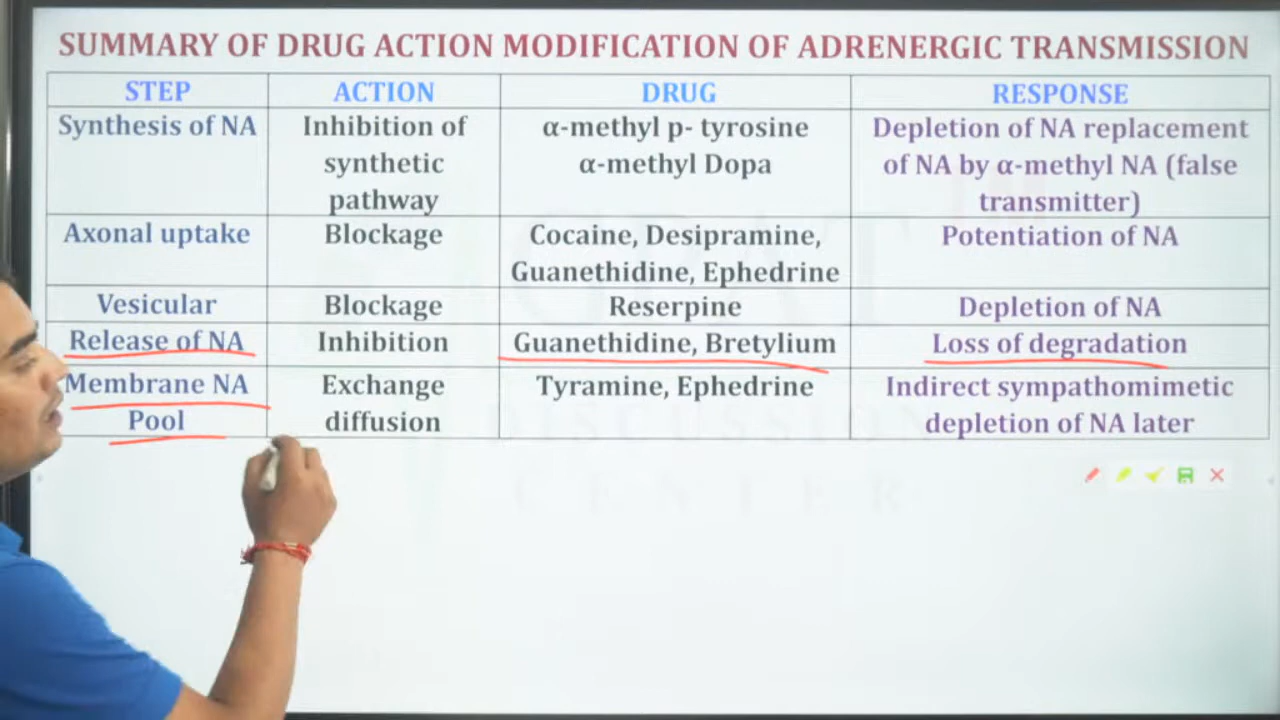 SUMMARY OF DRUG ACTION MODIFICATION OF ADRENERGIC TRANSMISSION
STEP ACTION DRUG RESPONSE
Synthesis of NA Inhibition of α-methyl p- tyrosine Depletion of NA replacement
synthetic α-methyl Dopa of NA by α-methyl NA (false
pathway transmitter)
Axonal uptake Blockage Cocaine, Desipramine, Potentiation of NA
Guanethidine, Ephedrine
Vesicular Blockage Reserpine Depletion of NA
Release of NA Inhibition Guanethidine, Bretylium Loss of degradation
Membrane NA Exchange Tyramine, Ephedrine Indirect sympathomimetic
Pool diffusion depletion of NA later
DISCUSSION
CENTER